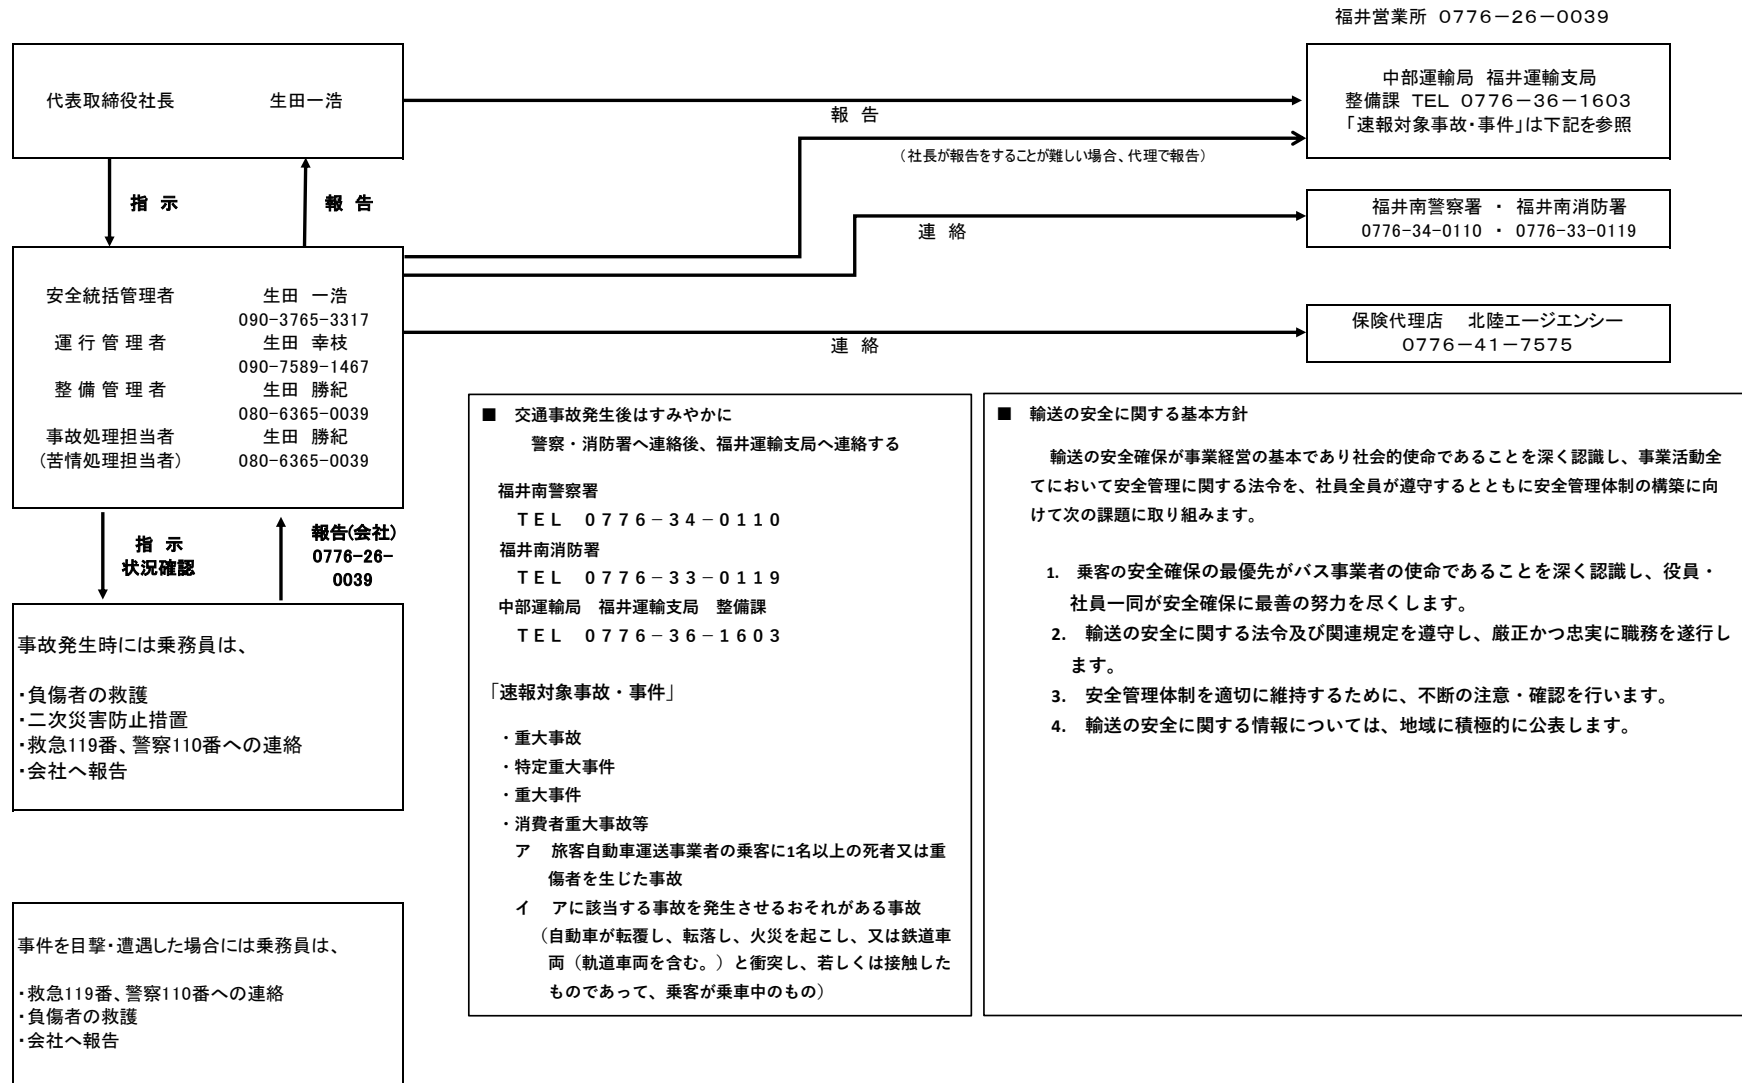 福井営業所 0776－26－0039
代表取締役社長 生田一浩
中部運輸局 福井運輸支局
整備課 TEL 0776－36－1603
「速報対象事故・事件」は下記を参照
報 告
（社長が報告をすることが難しい場合、代理で報告）
指 示
報 告
福井南警察署 ・ 福井南消防署
0776-34-0110 ・ 0776-33-0119
連 絡
安全統括管理者 生田 一浩
090-3765-3317
運 行 管 理 者 生田 幸枝
090-7589-1467
整 備 管 理 者 生田 勝紀
080-6365-0039
事故処理担当者 生田 勝紀
(苦情処理担当者) 080-6365-0039
保険代理店 北陸エージエンシー
0776－41－7575
連 絡
指 示
状況確認
報告(会社)
0776-26-
0039
事故発生時には乗務員は、
・負傷者の救護
・二次災害防止措置
・救急119番、警察110番への連絡
・会社へ報告
事件を目撃・遭遇した場合には乗務員は、
・救急119番、警察110番への連絡
・負傷者の救護
・会社へ報告
■ 交通事故発生後はすみやかに
警察・消防署へ連絡後、福井運輸支局へ連絡する
福井南警察署
ＴＥＬ ０７７６－３４－０１１０
福井南消防署
ＴＥＬ ０７７６－３３－０１１９
中部運輸局 福井運輸支局 整備課
ＴＥＬ ０７７６－３６－１６０３
「速報対象事故・事件」
・重大事故
・特定重大事件
・重大事件
・消費者重大事故等
ア 旅客自動車運送事業者の乗客に1名以上の死者又は重
傷者を生じた事故
イ アに該当する事故を発生させるおそれがある事故
（自動車が転覆し、転落し、火災を起こし、又は鉄道車
両（軌道車両を含む。）と衝突し、若しくは接触した
ものであって、乗客が乗車中のもの）
■ 輸送の安全に関する基本方針
輸送の安全確保が事業経営の基本であり社会的使命であることを深く認識し、事業活動全
てにおいて安全管理に関する法令を、社員全員が遵守するとともに安全管理体制の構築に向
けて次の課題に取り組みます。
1. 乗客の安全確保の最優先がバス事業者の使命であることを深く認識し、役員・
社員一同が安全確保に最善の努力を尽くします。
2. 輸送の安全に関する法令及び関連規定を遵守し、厳正かつ忠実に職務を遂行し
ます。
3. 安全管理体制を適切に維持するために、不断の注意・確認を行います。
4. 輸送の安全に関する情報については、地域に積極的に公表します。